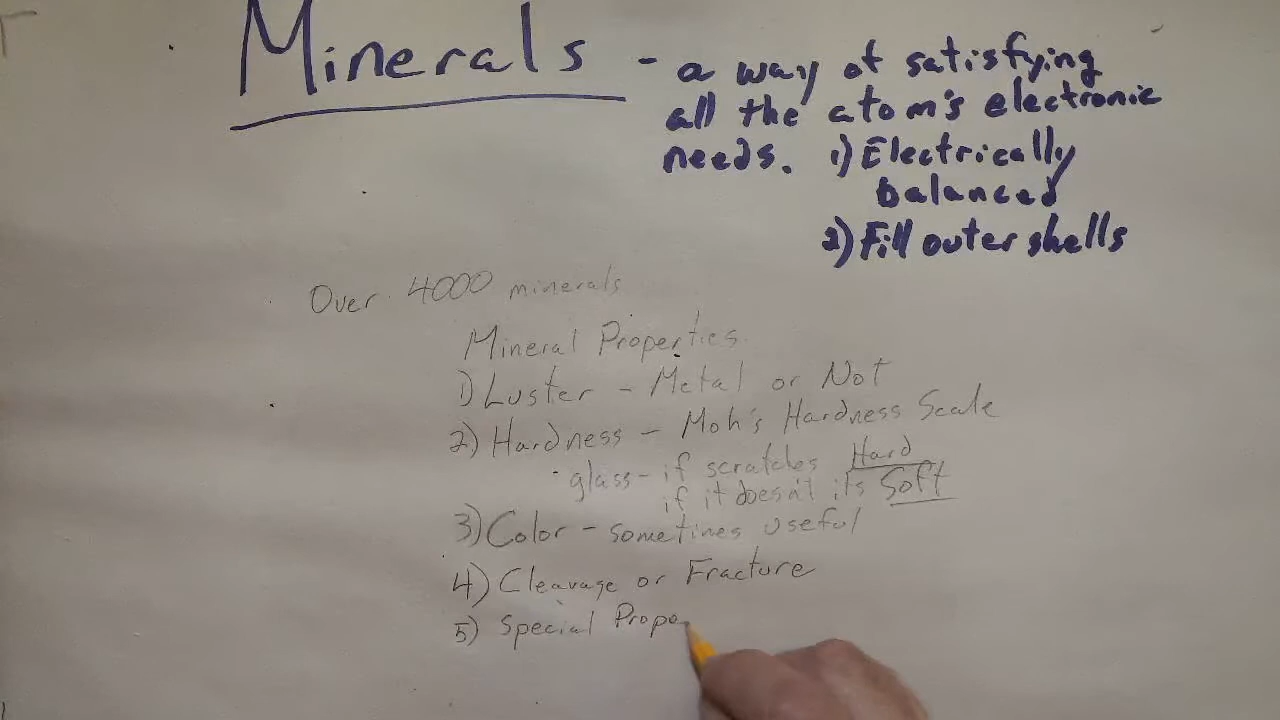 Minerals - a way of satisfying
all the atom's electronic
needs. 1) Electrically
balanced
2) Fill outer shells
Over 4000 minerals
Mineral Properties
1) Luster - Metal or Not
2) Hardness - Moh's Hardness Scale
glass - if scratches Hard
if it doesn't its Soft
3) Color - sometimes useful
4) Cleavage or Fracture
5) Special Prope